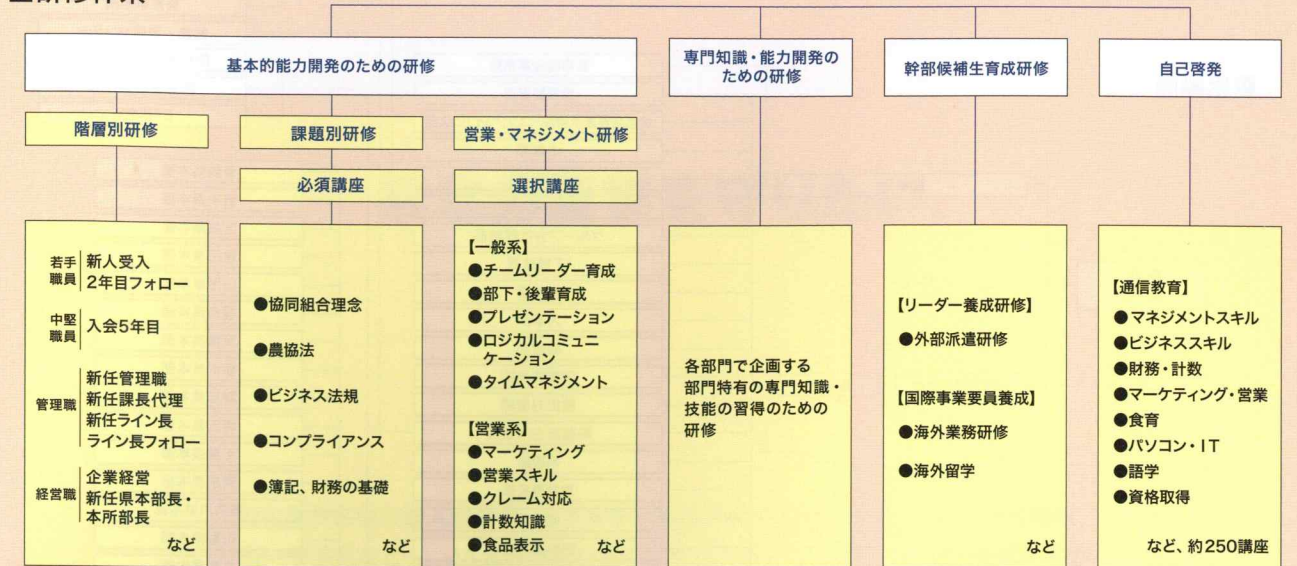 基本的能力開発のための研修
専門知識・能力開発の
ための研修
幹部候補生育成研修
自己啓発
階層別研修
課題別研修
営業・マネジメント研修
必須講座
選択講座
若手
職員
新人受入
2年目フォロー
中堅
職員
入会5年目
管理職
新任管理職
新任課長代理
新任ライン長
ライン長フォロー
経営職
企業経営
新任県本部長・
本所部長
など
●協同組合理念
●農協法
●ビジネス法規
●コンプライアンス
●簿記、財務の基礎
など
【一般系】
●チームリーダー育成
●部下・後輩育成
●プレゼンテーション
●ロジカルコミュニ
ケーション
●タイムマネジメント
【営業系】
●マーケティング
●営業スキル
●クレーム対応
●計数知識
●食品表示 など
各部門で企画する
部門特有の専門知識・
技能の習得のための
研修
【リーダー養成研修】
●外部派遣研修
【国際事業要員養成】
●海外業務研修
●海外留学
など
【通信教育】
●マネジメントスキル
●ビジネススキル
●財務・計数
●マーケティング・営業
●食育
●パソコン・IT
●語学
●資格取得
など、約250講座